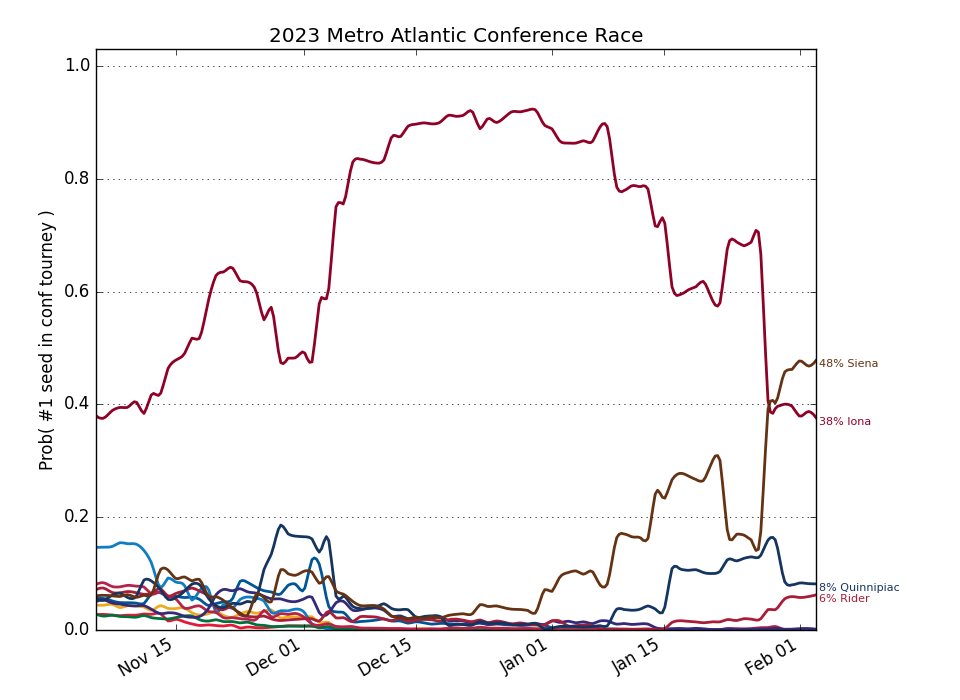 2023 Metro Atlantic Conference Race
Prob( #1 seed in conf tourney )
1.0
0.8
0.6
0.4
0.2
0.0
48% Siena
38% Iona
8% Quinnipiac
6% Rider
Nov 15
Dec 01
Dec 15
Jan 01
Jan 15
Feb 01